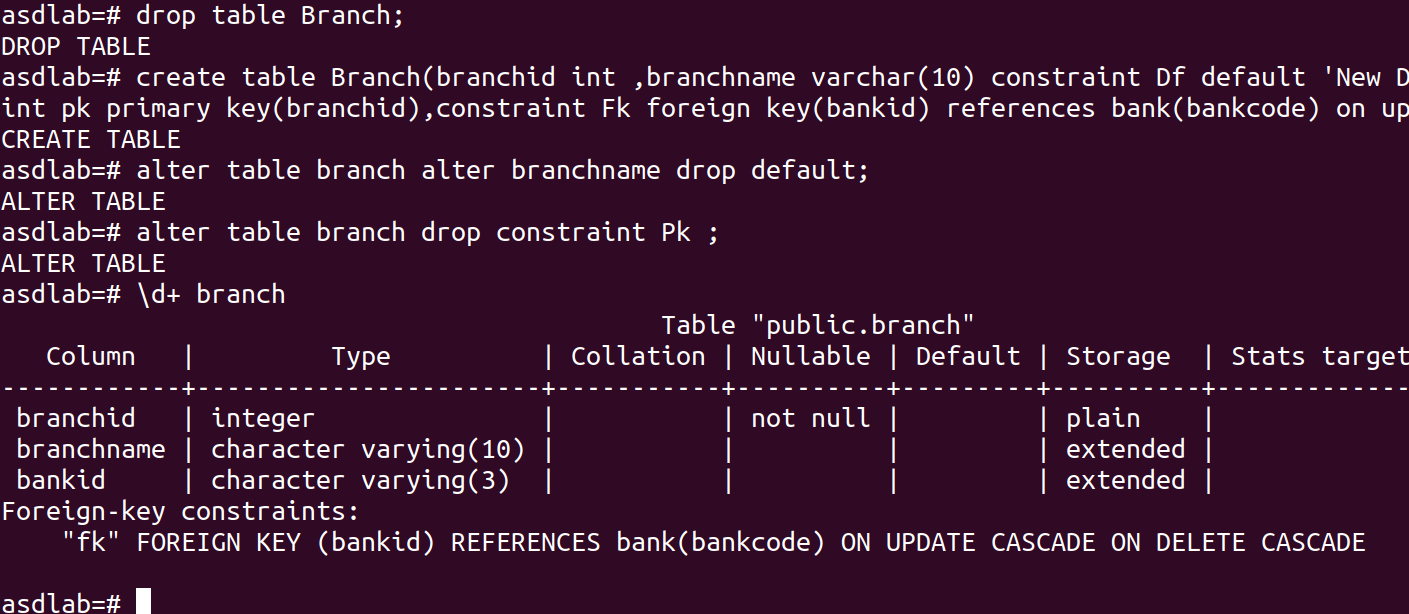 asdlab=# drop table Branch;
DROP TABLE
asdlab=# create table Branch(branchid int ,branchname varchar(10) constraint Df default 'New D
int pk primary key(branchid),constraint Fk foreign key(bankid) references bank(bankcode) on up
CREATE TABLE
asdlab=# alter table branch alter branchname drop default;
ALTER TABLE
asdlab=# alter table branch drop constraint Pk ;
ALTER TABLE
asdlab=# \d+ branch
                                            Table "public.branch"
   Column   |         Type          | Collation | Nullable | Default | Storage  | Stats target
------------+-----------------------+-----------+----------+---------+----------+-------------
 branchid   | integer               |           | not null |         | plain    |
 branchname | character varying(10) |           |          |         | extended |
 bankid     | character varying(3)  |           |          |         | extended |
Foreign-key constraints:
    "fk" FOREIGN KEY (bankid) REFERENCES bank(bankcode) ON UPDATE CASCADE ON DELETE CASCADE
asdlab=#